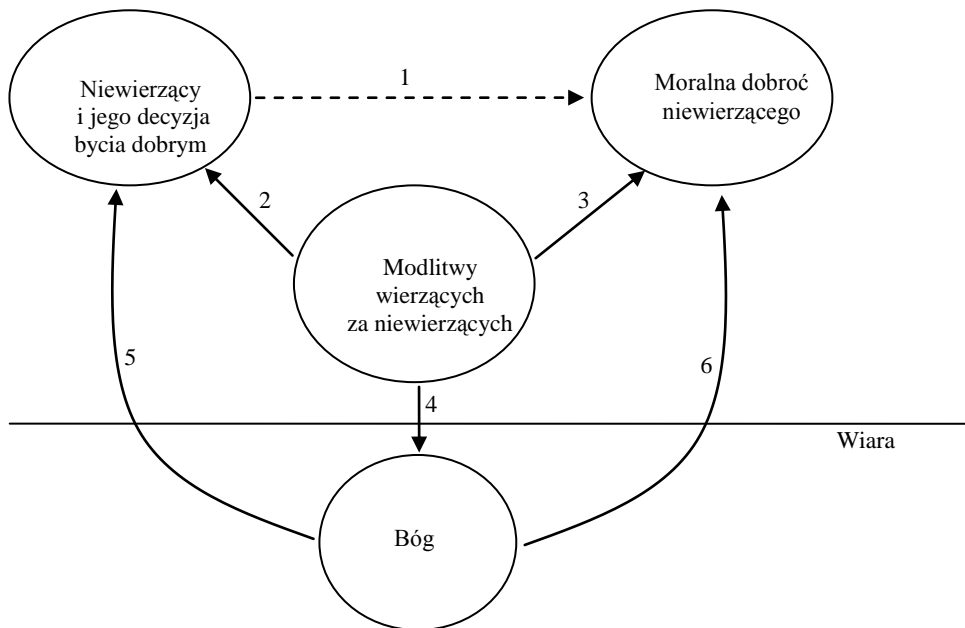 1
Niewierzący
i jego decyzja
bycia dobrym
Moralna dobroć
niewierzącego
2
3
Modlitwy
wierzących
za niewierzących
5
6
4
Wiara
Bóg